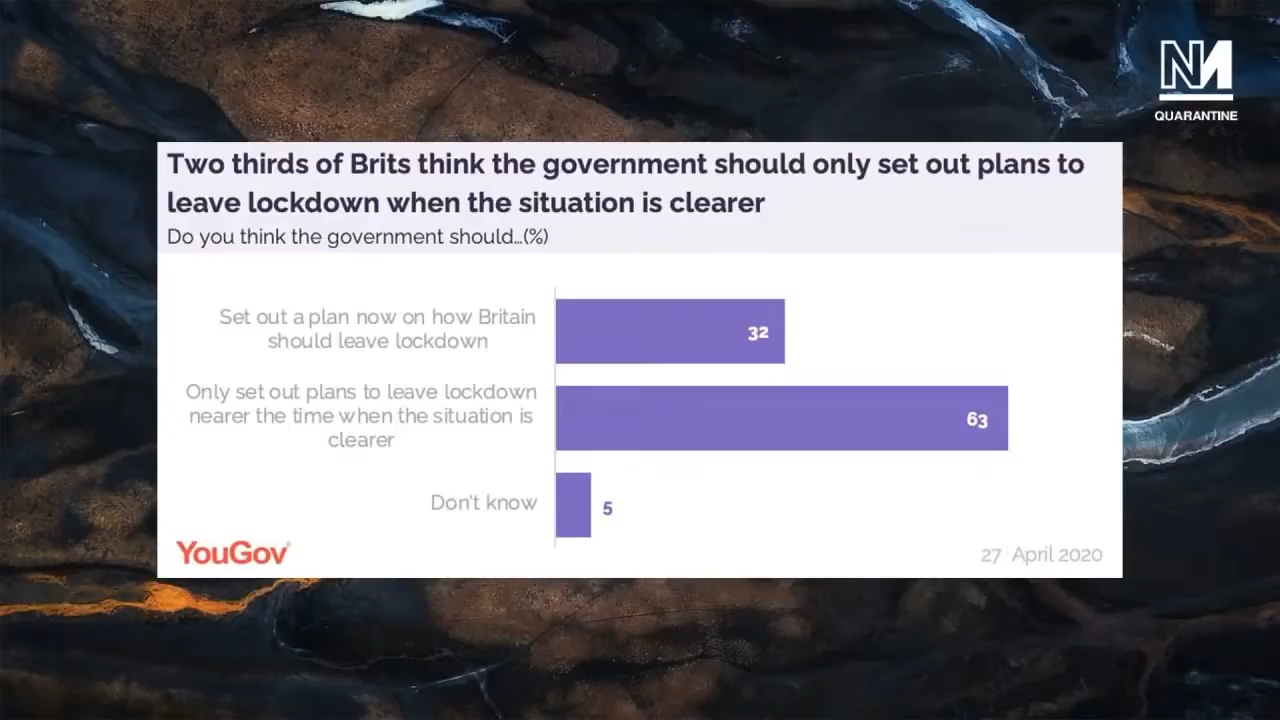 NM
QUARANTINE
Two thirds of Brits think the government should only set out plans to
leave lockdown when the situation is clearer
Do you think the government should...(%)
Set out a plan now on how Britain
should leave lockdown
32
Only set out plans to leave lockdown
nearer the time when the situation is
clearer
63
Don't know
5
YouGov
27 April 2020